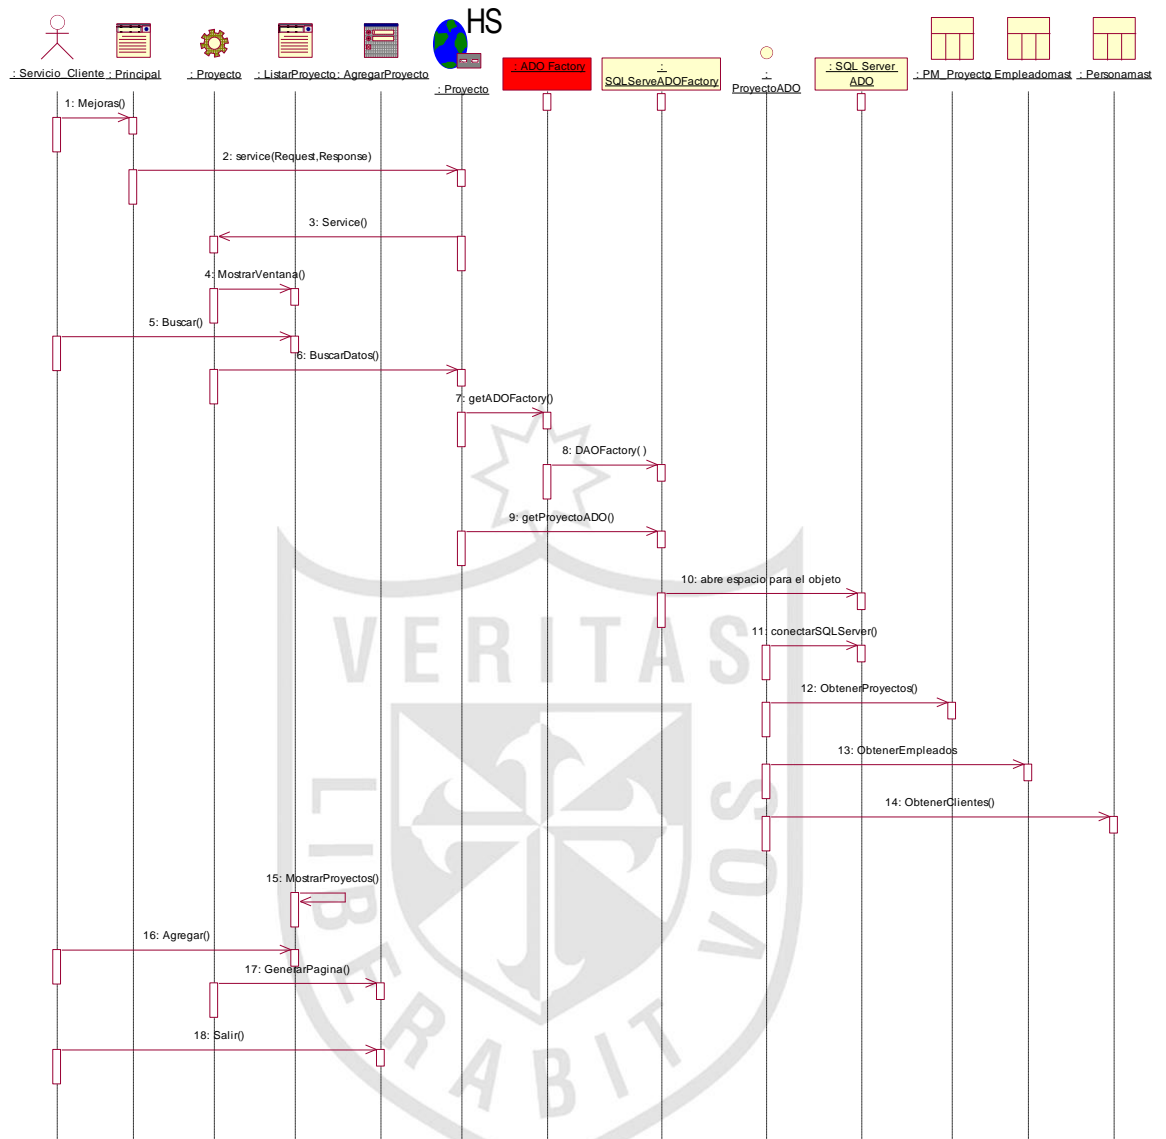 HS
: Servicio_Cliente
: Principal
: Proyecto
: ListarProyecto
: AgregarProyecto
: Proyecto
: ADO Factory
:
SQLServeADOFactory
:
ProyectoADO
: SQL Server
ADO
: PM_Proyecto
: Empleadomast
: Personamast
1: Mejoras()
2: service(Request,Response)
3: Service()
4: MostrarVentana()
5: Buscar()
6: BuscarDatos()
7: getADOFactory()
8: DAOFactory( )
9: getProyectoADO()
10: abre espacio para el objeto
11: conectarSQLServer()
12: ObtenerProyectos()
13: ObtenerEmpleados
14: ObtenerClientes()
15: MostrarProyectos()
16: Agregar()
17: GenerarPagina()
18: Salir()
VERITAS
LIBERABIT
VOS